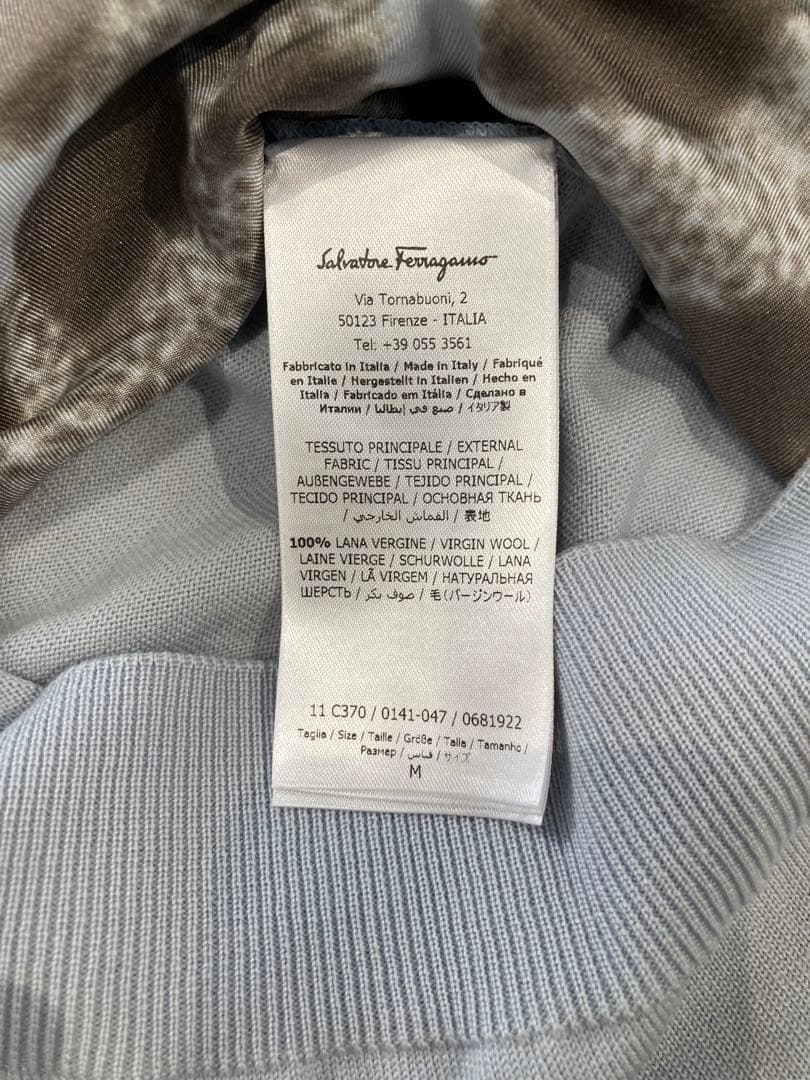 Salvatore Ferragamo
Via Tornabuoni, 2
50123 Firenze - ITALIA
Tel: +39 055 3561
Fabbricato in Italia / Made in Italy / Fabriqué
en Italie / Hergestellt in Italien / Hecho en
Italia / Fabricado em Itália / Сделано в
Италии / صنع في إيطاليا / イタリア製
TESSUTO PRINCIPALE / EXTERNAL
FABRIC / TISSU PRINCIPAL /
AUßENGEWEBE / TEJIDO PRINCIPAL /
TECIDO PRINCIPAL / ОСНОВНАЯ ТКАНЬ
/ القماش الخارجي / 表地
100% LANA VERGINE / VIRGIN WOOL /
LAINE VIERGE / SCHURWOLLE / LANA
VIRGEN / LÃ VIRGEM / НАТУРАЛЬНАЯ
ШЕРСТЬ / صوف بكر / 毛(バージンウール)
11 C370 / 0141-047 / 0681922
Taglia / Size / Taille / Größe / Talla / Tamanho /
Размер / قياس / サイズ
M